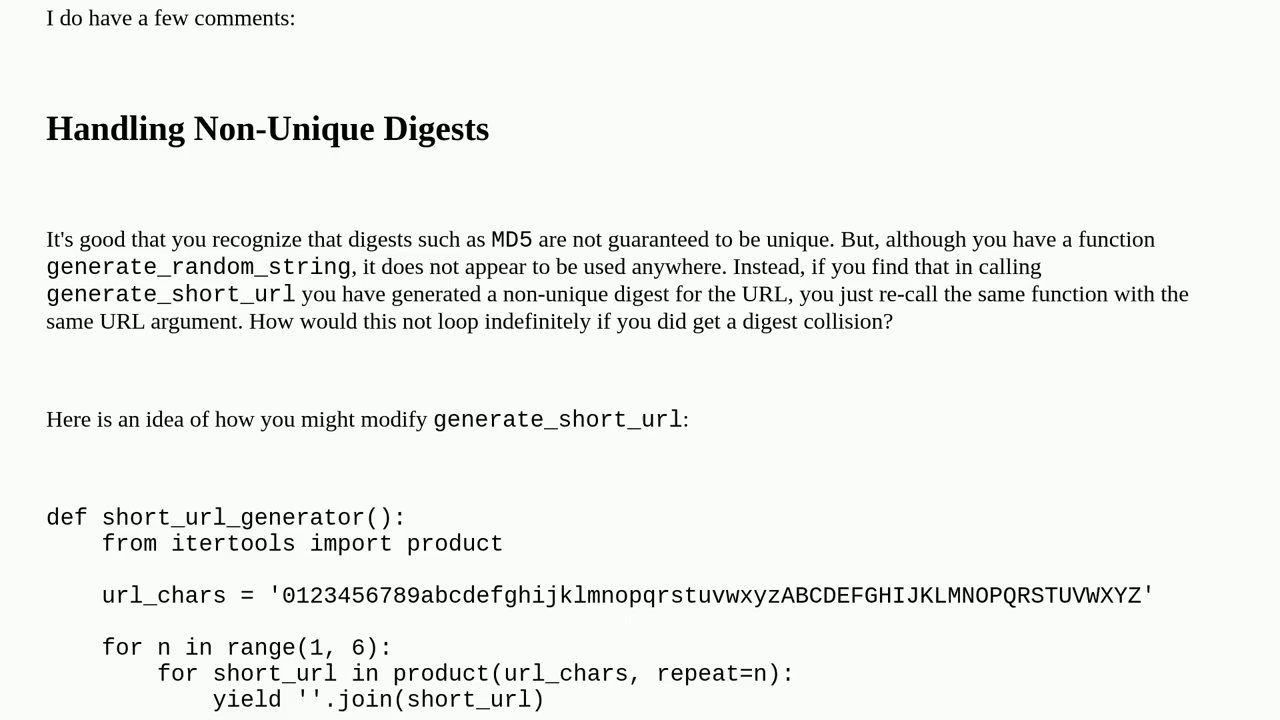 I do have a few comments:
Handling Non-Unique Digests
It's good that you recognize that digests such as MD5 are not guaranteed to be unique. But, although you have a function
generate_random_string, it does not appear to be used anywhere. Instead, if you find that in calling
generate_short_url you have generated a non-unique digest for the URL, you just re-call the same function with the
same URL argument. How would this not loop indefinitely if you did get a digest collision?
Here is an idea of how you might modify generate_short_url:
def short_url_generator():
    from itertools import product
    url_chars = '0123456789abcdefghijklmnopqrstuvwxyzABCDEFGHIJKLMNOPQRSTUVWXYZ'
    for n in range(1, 6):
        for short_url in product(url_chars, repeat=n):
            yield ''.join(short_url)